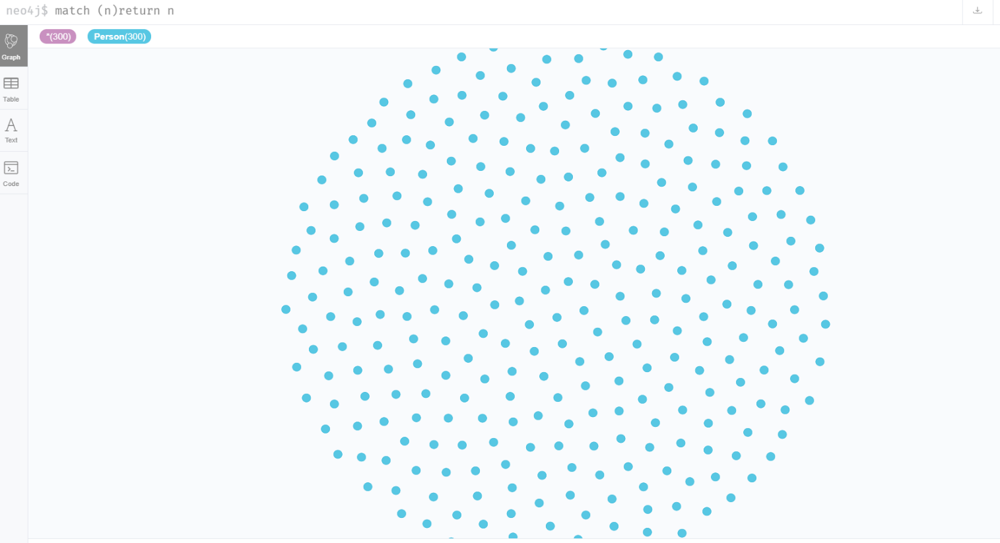 neo4j$ match (n)return n
*(300) Person(300)
Graph
Table
Text
Code